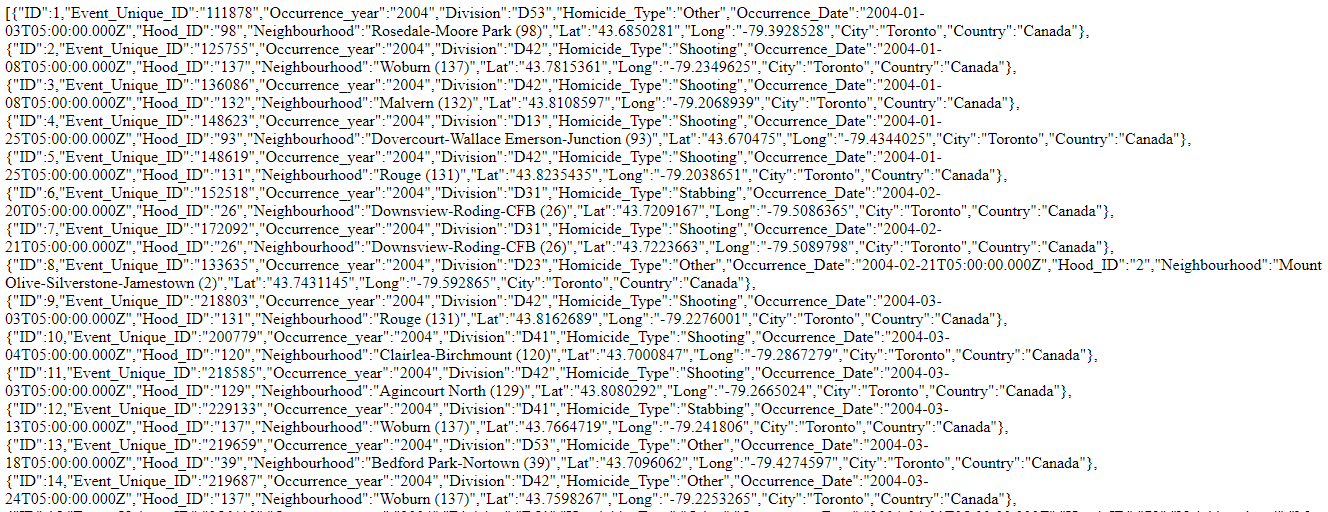 [{"ID":1,"Event_Unique_ID":"111878","Occurrence_year":"2004","Division":"D53","Homicide_Type":"Other","Occurrence_Date":"2004-01-
03T05:00:00.000Z","Hood_ID":"98","Neighbourhood":"Rosedale-Moore Park (98)","Lat":"43.6850281","Long":"-79.3928528","City":"Toronto","Country":"Canada"},
{"ID":2,"Event_Unique_ID":"125755","Occurrence_year":"2004","Division":"D42","Homicide_Type":"Shooting","Occurrence_Date":"2004-01-
08T05:00:00.000Z","Hood_ID":"137","Neighbourhood":"Woburn (137)","Lat":"43.7815361","Long":"-79.2349625","City":"Toronto","Country":"Canada"},
{"ID":3,"Event_Unique_ID":"136086","Occurrence_year":"2004","Division":"D42","Homicide_Type":"Shooting","Occurrence_Date":"2004-01-
08T05:00:00.000Z","Hood_ID":"132","Neighbourhood":"Malvern (132)","Lat":"43.8108597","Long":"-79.2068939","City":"Toronto","Country":"Canada"},
{"ID":4,"Event_Unique_ID":"148623","Occurrence_year":"2004","Division":"D13","Homicide_Type":"Shooting","Occurrence_Date":"2004-01-
25T05:00:00.000Z","Hood_ID":"93","Neighbourhood":"Dovercourt-Wallace Emerson-Junction (93)","Lat":"43.670475","Long":"-79.4344025","City":"Toronto","Country":"Canada"},
{"ID":5,"Event_Unique_ID":"148619","Occurrence_year":"2004","Division":"D42","Homicide_Type":"Shooting","Occurrence_Date":"2004-01-
25T05:00:00.000Z","Hood_ID":"131","Neighbourhood":"Rouge (131)","Lat":"43.8235435","Long":"-79.2038651","City":"Toronto","Country":"Canada"},
{"ID":6,"Event_Unique_ID":"152518","Occurrence_year":"2004","Division":"D31","Homicide_Type":"Stabbing","Occurrence_Date":"2004-02-
20T05:00:00.000Z","Hood_ID":"26","Neighbourhood":"Downsview-Roding-CFB (26)","Lat":"43.7209167","Long":"-79.5086365","City":"Toronto","Country":"Canada"},
{"ID":7,"Event_Unique_ID":"172092","Occurrence_year":"2004","Division":"D31","Homicide_Type":"Shooting","Occurrence_Date":"2004-02-
21T05:00:00.000Z","Hood_ID":"26","Neighbourhood":"Downsview-Roding-CFB (26)","Lat":"43.7223663","Long":"-79.5089798","City":"Toronto","Country":"Canada"},
{"ID":8,"Event_Unique_ID":"133635","Occurrence_year":"2004","Division":"D23","Homicide_Type":"Other","Occurrence_Date":"2004-02-21T05:00:00.000Z","Hood_ID":"2","Neighbourhood":"Mount
Olive-Silverstone-Jamestown (2)","Lat":"43.7431145","Long":"-79.592865","City":"Toronto","Country":"Canada"},
{"ID":9,"Event_Unique_ID":"218803","Occurrence_year":"2004","Division":"D42","Homicide_Type":"Shooting","Occurrence_Date":"2004-03-
03T05:00:00.000Z","Hood_ID":"131","Neighbourhood":"Rouge (131)","Lat":"43.8162689","Long":"-79.2276001","City":"Toronto","Country":"Canada"},
{"ID":10,"Event_Unique_ID":"200779","Occurrence_year":"2004","Division":"D41","Homicide_Type":"Shooting","Occurrence_Date":"2004-03-
04T05:00:00.000Z","Hood_ID":"120","Neighbourhood":"Clairlea-Birchmount (120)","Lat":"43.7000847","Long":"-79.2867279","City":"Toronto","Country":"Canada"},
{"ID":11,"Event_Unique_ID":"218585","Occurrence_year":"2004","Division":"D42","Homicide_Type":"Shooting","Occurrence_Date":"2004-03-
03T05:00:00.000Z","Hood_ID":"129","Neighbourhood":"Agincourt North (129)","Lat":"43.8080292","Long":"-79.2665024","City":"Toronto","Country":"Canada"},
{"ID":12,"Event_Unique_ID":"229133","Occurrence_year":"2004","Division":"D41","Homicide_Type":"Stabbing","Occurrence_Date":"2004-03-
13T05:00:00.000Z","Hood_ID":"137","Neighbourhood":"Woburn (137)","Lat":"43.7664719","Long":"-79.241806","City":"Toronto","Country":"Canada"},
{"ID":13,"Event_Unique_ID":"219659","Occurrence_year":"2004","Division":"D53","Homicide_Type":"Other","Occurrence_Date":"2004-03-
18T05:00:00.000Z","Hood_ID":"39","Neighbourhood":"Bedford Park-Nortown (39)","Lat":"43.7096062","Long":"-79.4274597","City":"Toronto","Country":"Canada"},
{"ID":14,"Event_Unique_ID":"219687","Occurrence_year":"2004","Division":"D42","Homicide_Type":"Other","Occurrence_Date":"2004-03-
24T05:00:00.000Z","Hood_ID":"137","Neighbourhood":"Woburn (137)","Lat":"43.7598267","Long":"-79.2253265","City":"Toronto","Country":"Canada"},